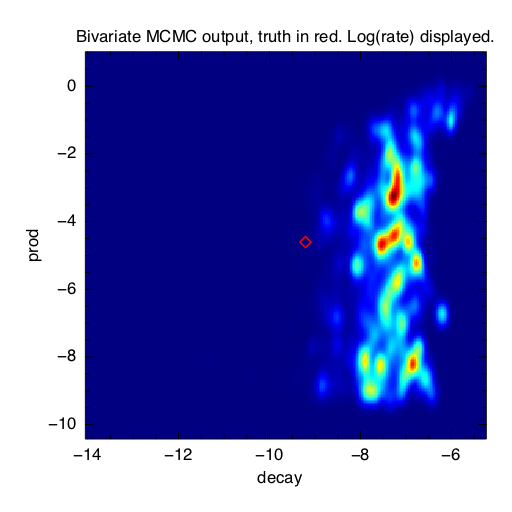 Bivariate MCMC output, truth in red. Log(rate) displayed.
0
−2
−4
−6
−8
−10
prod
−14 −12 −10 −8 −6
decay